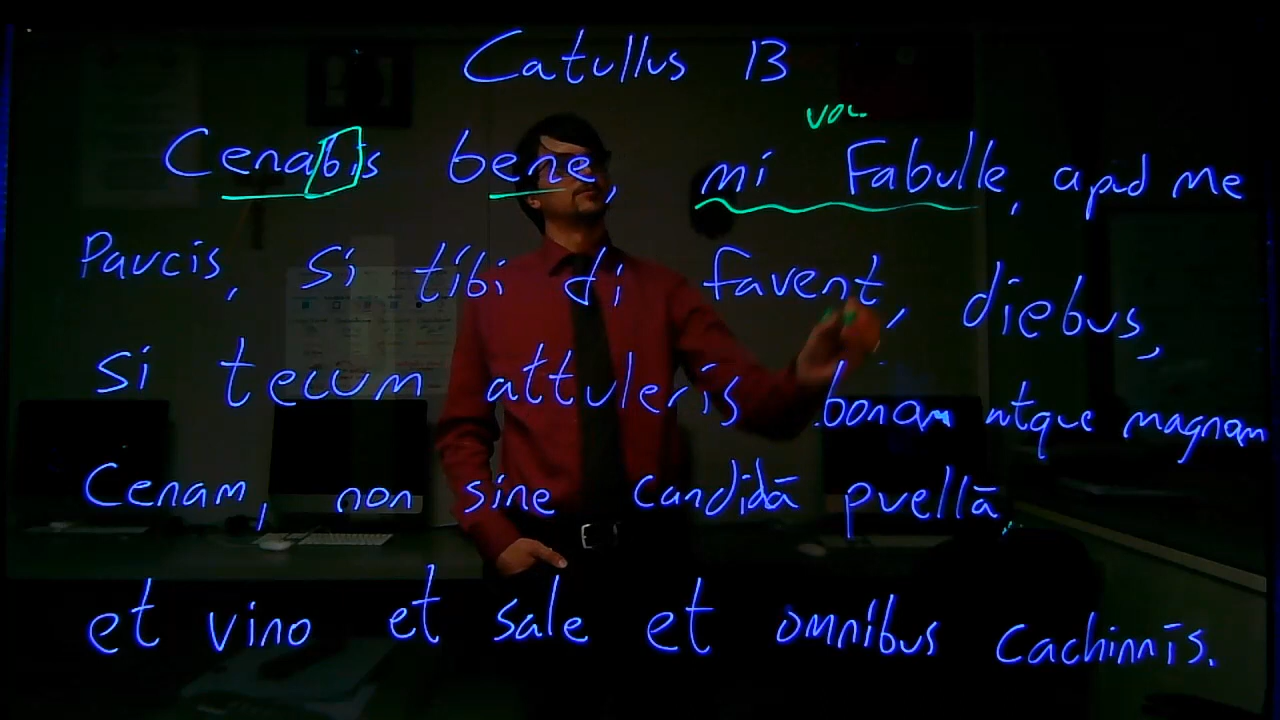 Catullus 13
voc.
Cenabis bene, mi Fabulle, apud me
Paucis, si tibi di favent, diebus,
si tecum attuleris bonam atque magnam
Cenam, non sine candidā puellā,
et vino et sale et omnibus cachinnis.